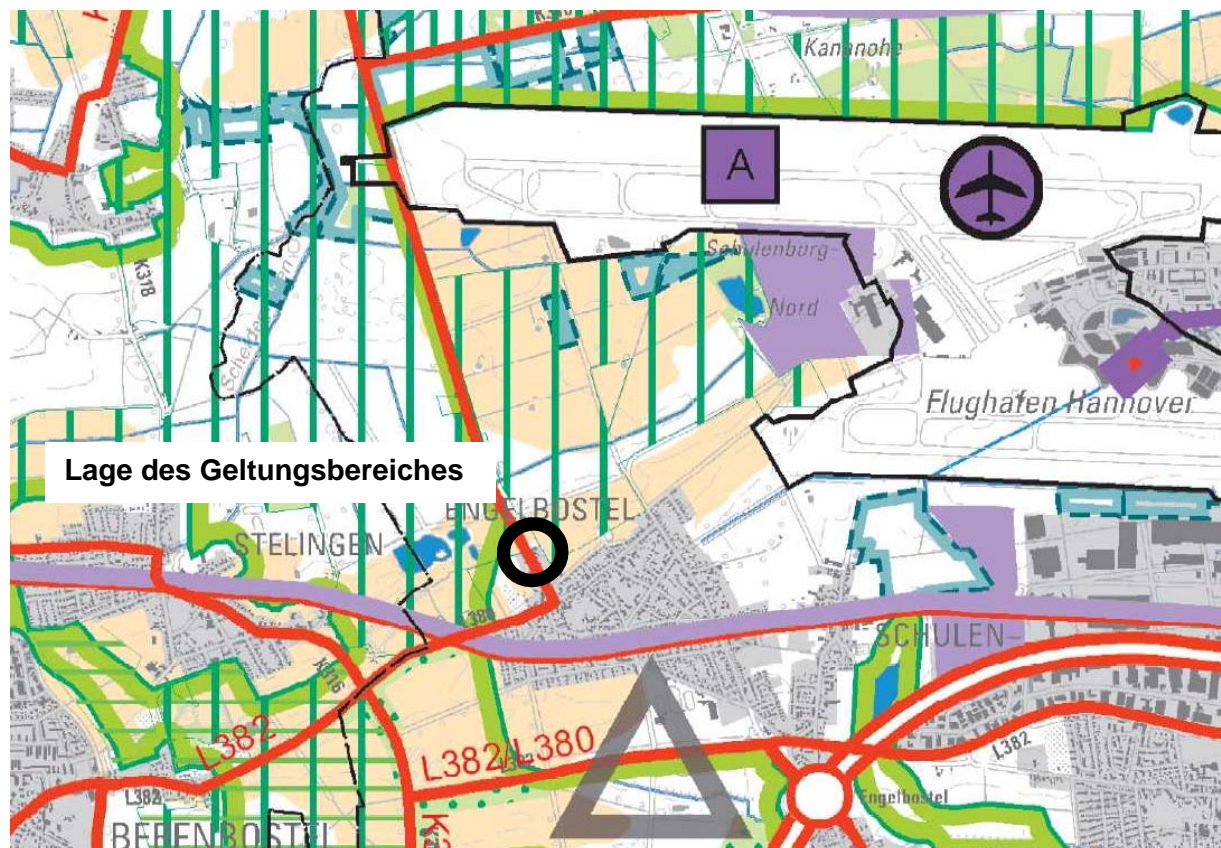 Kananohe
A
K318
Schulenburg-
Nord
Flughafen Hannover
Lage des Geltungsbereiches
ENGELBOSTEL
STELINGEN
L380
SCHULEN-
K316
L382
L382/L380
L382
L382
Engelbostel
BERENBOSTEL